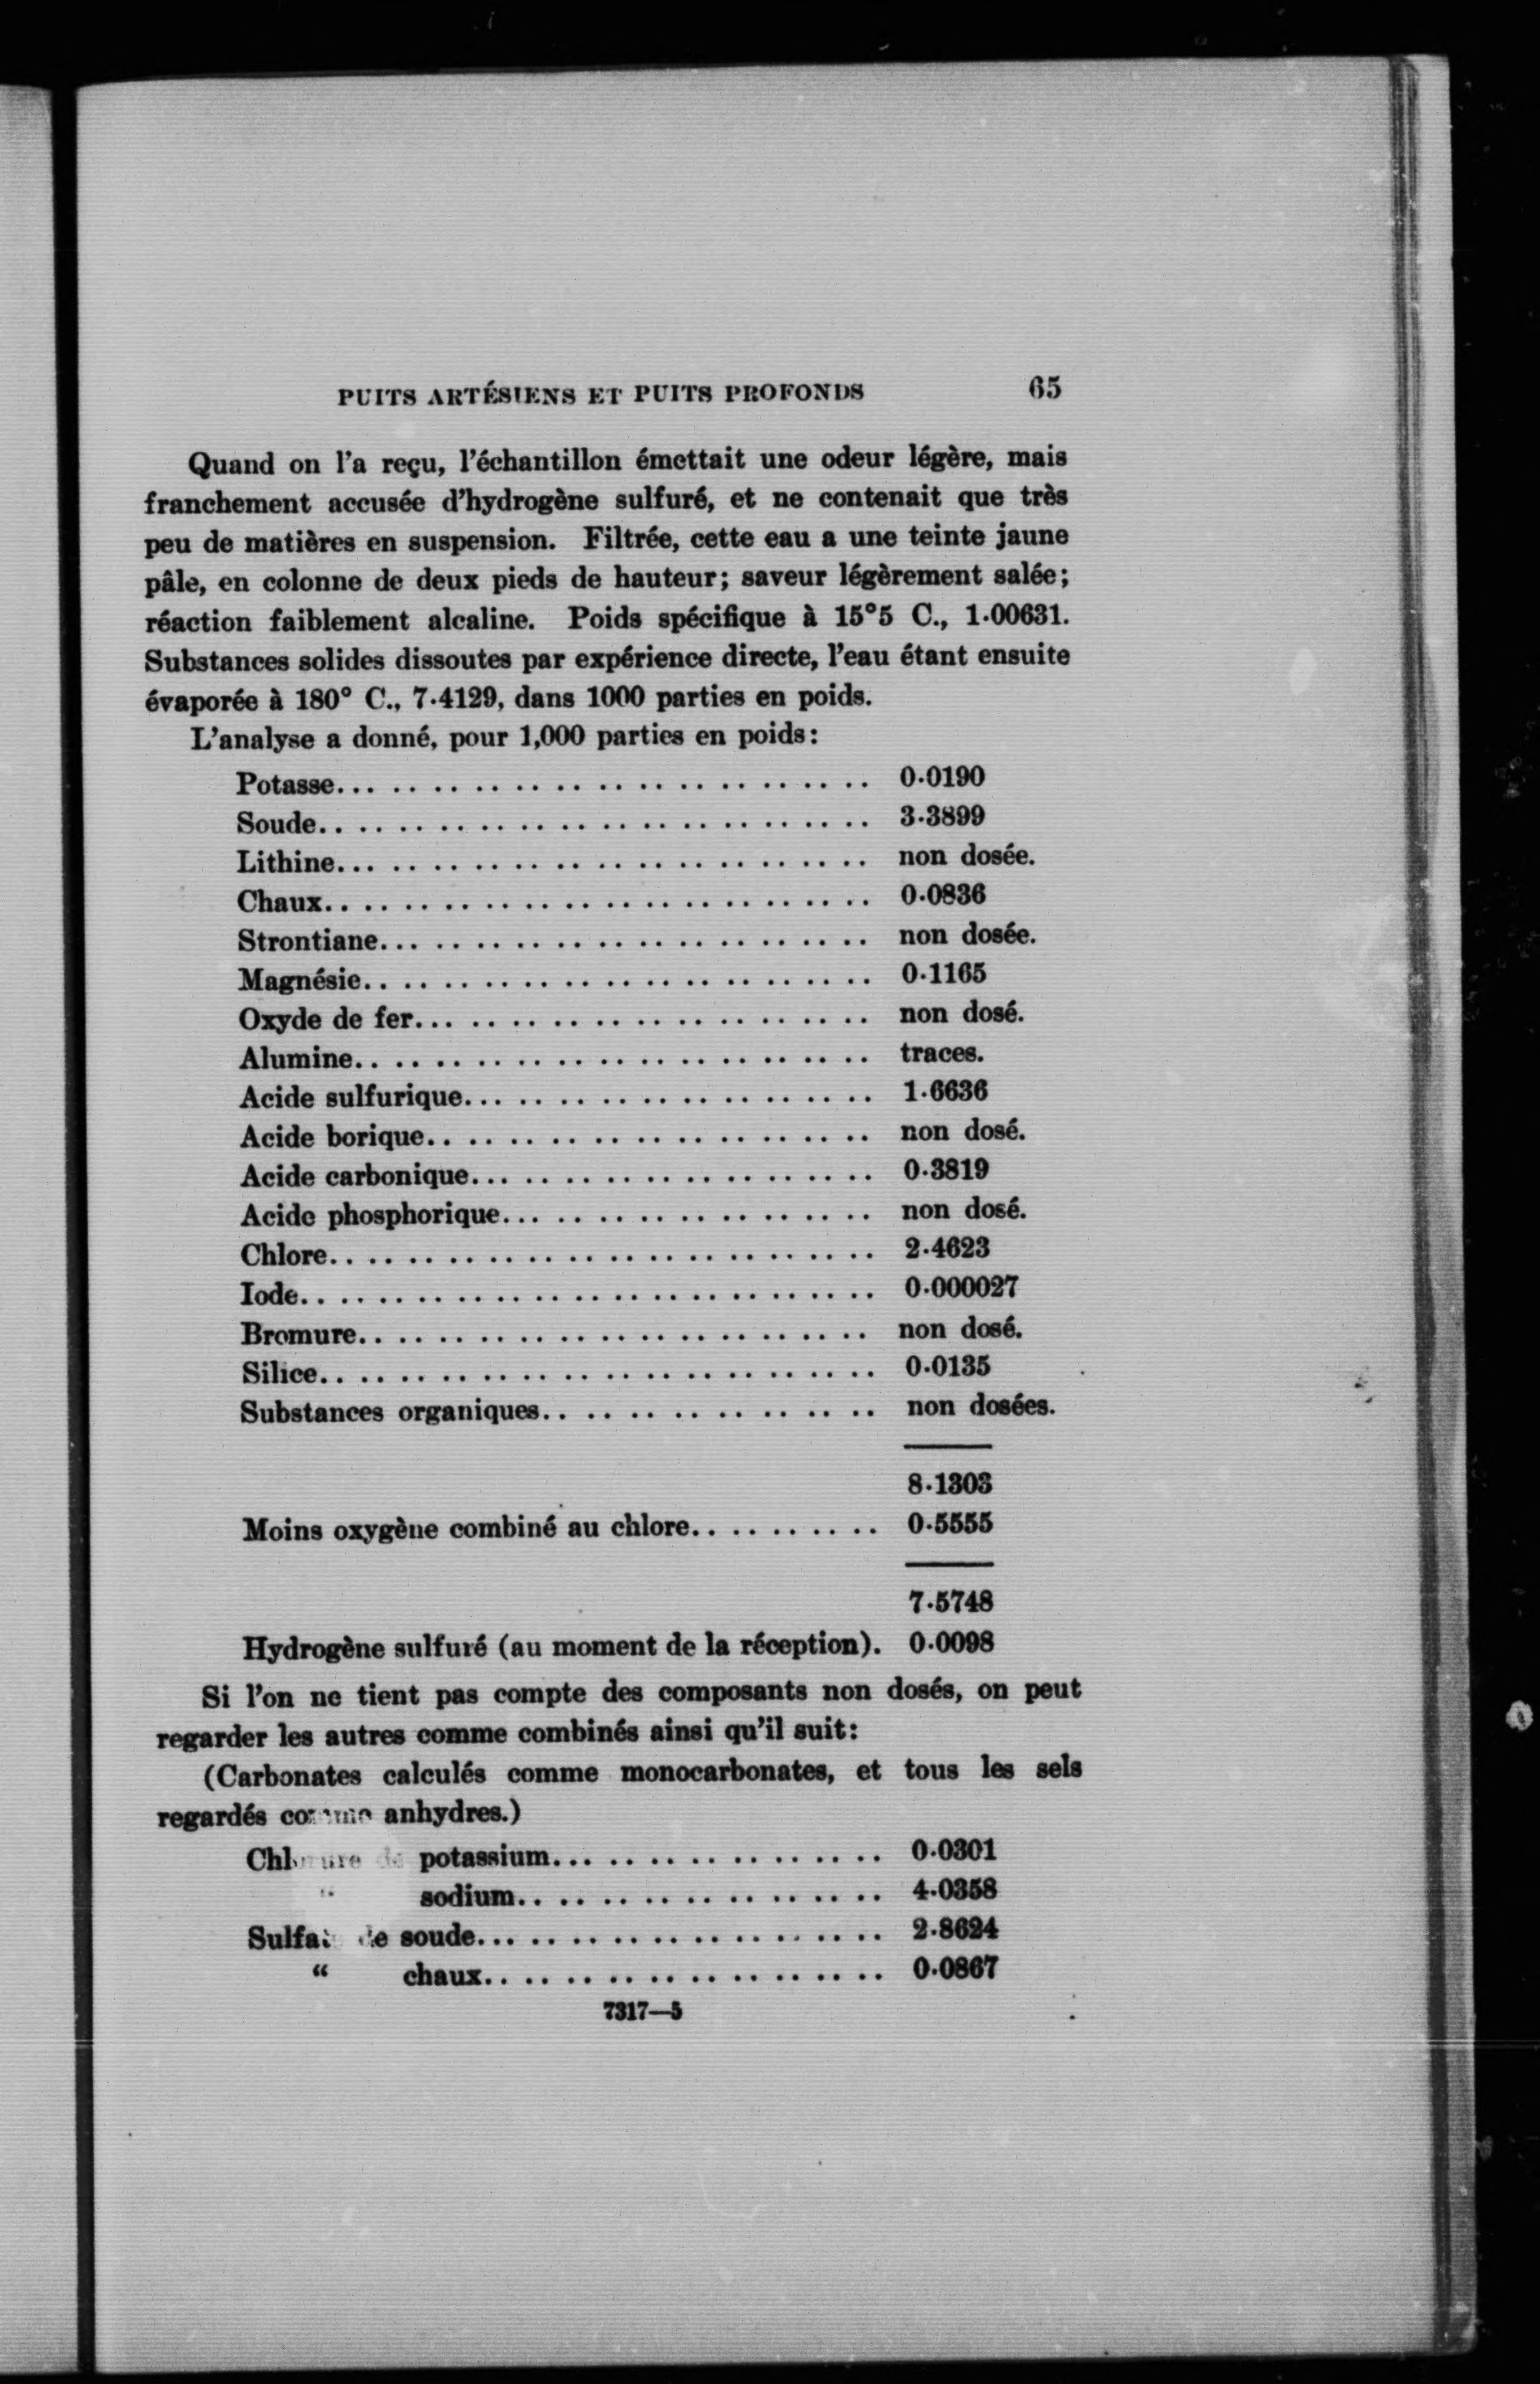 PUITS ARTÉSIENS ET PUITS PROFONDS 65
Quand on l'a reçu, l'échantillon émettait une odeur légère, mais
franchement accusée d'hydrogène sulfuré, et ne contenait que très
peu de matières en suspension. Filtrée, cette eau a une teinte jaune
pâle, en colonne de deux pieds de hauteur; saveur légèrement salée;
réaction faiblement alcaline. Poids spécifique à 15°5 C., 1·00631.
Substances solides dissoutes par expérience directe, l'eau étant ensuite
évaporée à 180° C., 7·4129, dans 1000 parties en poids.
L'analyse a donné, pour 1,000 parties en poids:
Potasse.......................... 0·0190
Soude.......................... 3·3899
Lithine.......................... non dosée.
Chaux.......................... 0·0836
Strontiane.......................... non dosée.
Magnésie.......................... 0·1165
Oxyde de fer.......................... non dosé.
Alumine.......................... traces.
Acide sulfurique.......................... 1·6636
Acide borique.......................... non dosé.
Acide carbonique.......................... 0·3819
Acide phosphorique.......................... non dosé.
Chlore.......................... 2·4623
Iode.......................... 0·000027
Bromure.......................... non dosé.
Silice.......................... 0·0135
Substances organiques.......................... non dosées.
8·1303
Moins oxygène combiné au chlore.......... 0·5555
7·5748
Hydrogène sulfuré (au moment de la réception). 0·0098
Si l'on ne tient pas compte des composants non dosés, on peut
regarder les autres comme combinés ainsi qu'il suit:
(Carbonates calculés comme monocarbonates, et tous les sels
regardés comme anhydres.)
Chlorure de potassium.................. 0·0301
" sodium.................. 4·0358
Sulfate de soude.................. 2·8624
" chaux.................. 0·0867
7317—5